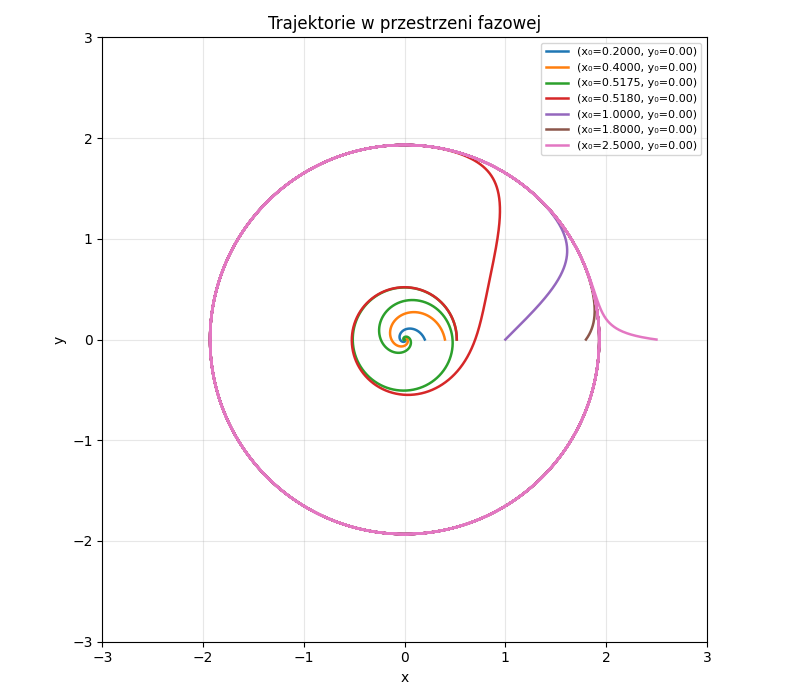 Trajektorie w przestrzeni fazowej
(x₀=0.2000, y₀=0.00)
(x₀=0.4000, y₀=0.00)
(x₀=0.5175, y₀=0.00)
(x₀=0.5180, y₀=0.00)
(x₀=1.0000, y₀=0.00)
(x₀=1.8000, y₀=0.00)
(x₀=2.5000, y₀=0.00)
3
2
1
0
−1
−2
−3
y
−3 −2 −1 0 1 2 3
x